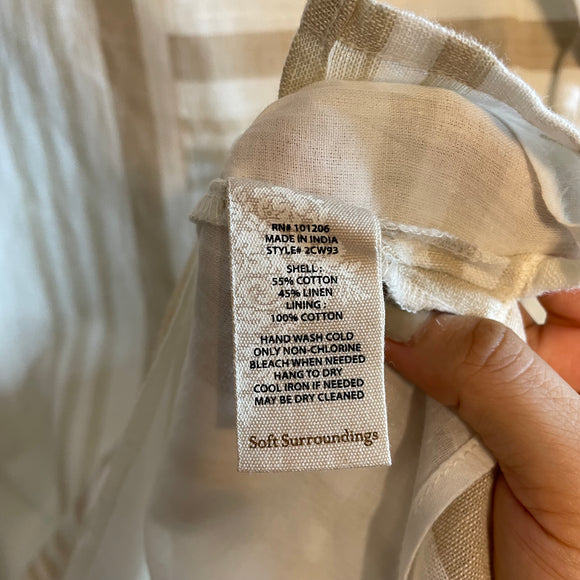 RN# 101206
MADE IN INDIA
STYLE# 2CW93
SHELL :
55% COTTON
45% LINEN
LINING :
100% COTTON
HAND WASH COLD
ONLY NON-CHLORINE
BLEACH WHEN NEEDED
HANG TO DRY
COOL IRON IF NEEDED
MAY BE DRY CLEANED
Soft Surroundings